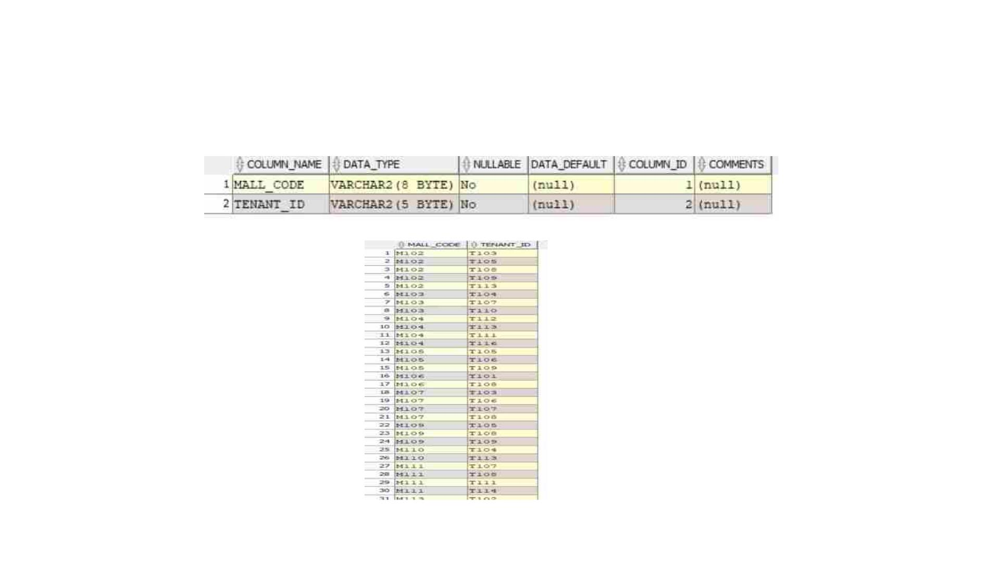 COLUMN_NAME DATA_TYPE NULLABLE DATA_DEFAULT COLUMN_ID COMMENTS
1 MALL_CODE VARCHAR2(8 BYTE) No (null) 1 (null)
2 TENANT_ID VARCHAR2(5 BYTE) No (null) 2 (null)
MALL_CODE TENANT_ID
1 M102 T103
2 M102 T105
3 M102 T108
4 M102 T109
5 M102 T113
6 M103 T104
7 M103 T107
8 M103 T110
9 M104 T112
10 M104 T113
11 M104 T111
12 M104 T116
13 M105 T105
14 M105 T106
15 M105 T109
16 M106 T101
17 M106 T108
18 M107 T103
19 M107 T106
20 M107 T107
21 M107 T108
22 M109 T105
23 M109 T108
24 M109 T109
25 M110 T104
26 M110 T113
27 M111 T107
28 M111 T108
29 M111 T111
30 M111 T114
31